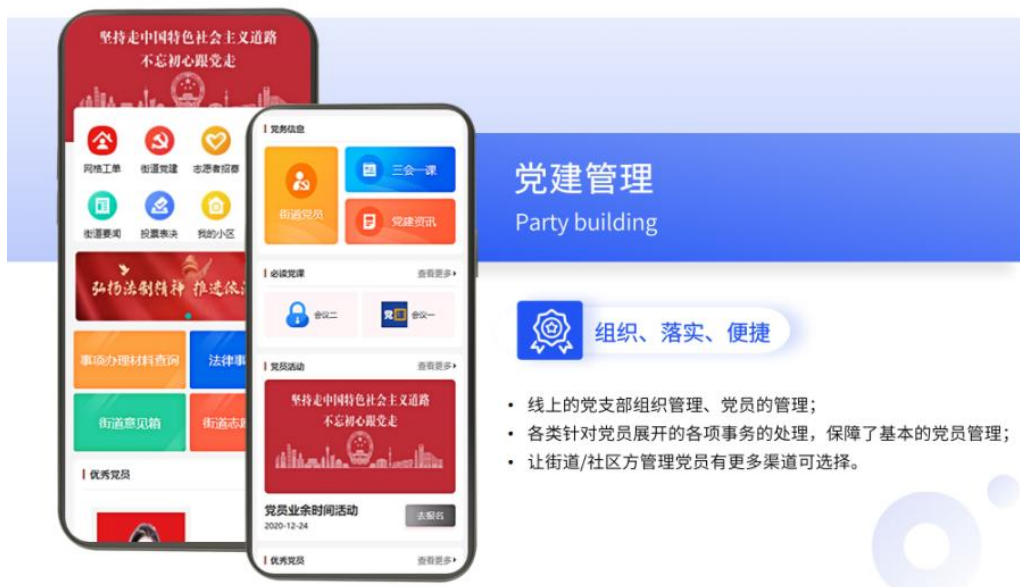 坚持走中国特色社会主义道路
不忘初心跟党走
网格工单
街道党建
志愿者招募
街道要闻
投票表决
我的小区
弘扬法制精神 推进依法
事项办理材料查询
法律事
街道意见箱
街道志愿
优秀党员
党务信息
街道党员
三会一课
党建资讯
必读党课
查看更多
会议二
会议一
党员活动
查看更多
坚持走中国特色社会主义道路
不忘初心跟党走
党员业余时间活动
2020-12-24
去报名
优秀党员
查看更多
党建管理
Party building
组织、落实、便捷
• 线上的党支部组织管理、党员的管理;
• 各类针对党员展开的各项事务的处理，保障了基本的党员管理;
• 让街道/社区方管理党员有更多渠道可选择。